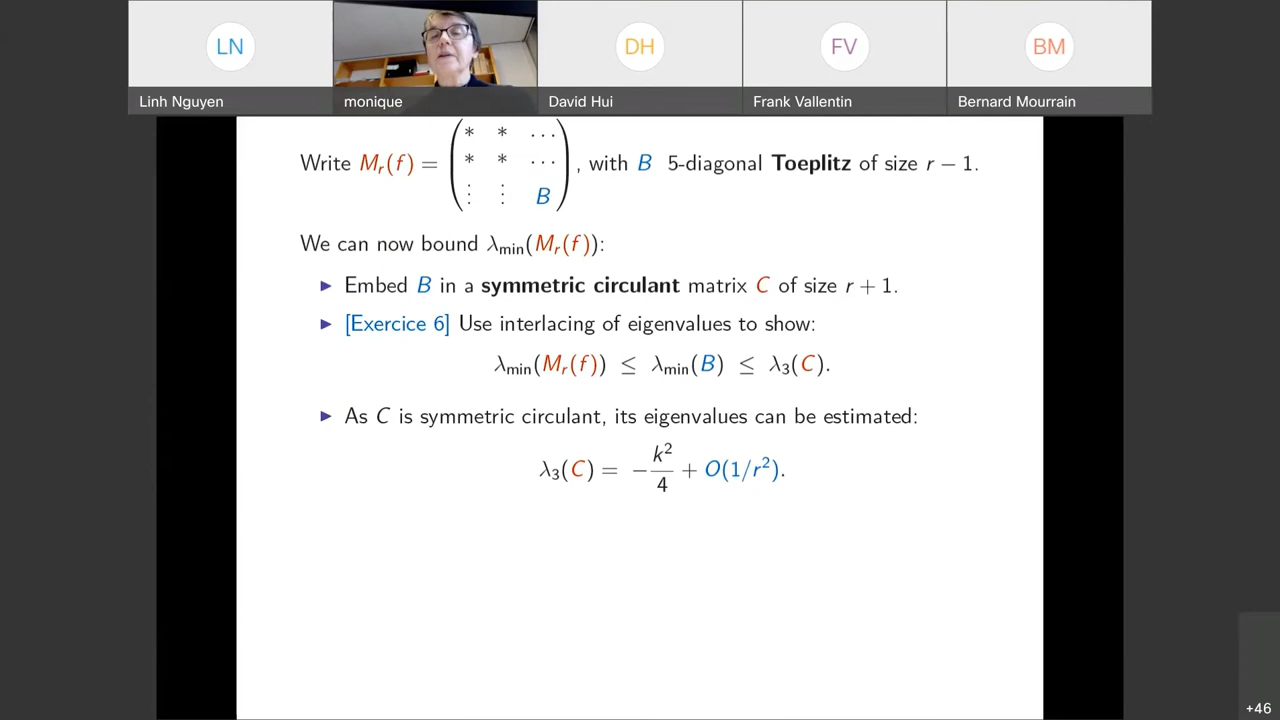 LN
DH
FV
BM
Linh Nguyen
monique
David Hui
Frank Vallentin
Bernard Mourrain
* * ⋯
Write M_r(f) = * * ⋯ , with B 5-diagonal Toeplitz of size r − 1.
⋮ ⋮ B
We can now bound λ_min(M_r(f)):
▶ Embed B in a symmetric circulant matrix C of size r + 1.
▶ [Exercice 6] Use interlacing of eigenvalues to show:
λ_min(M_r(f)) ≤ λ_min(B) ≤ λ_3(C).
▶ As C is symmetric circulant, its eigenvalues can be estimated:
λ_3(C) = −k²/4 + O(1/r²).
+46